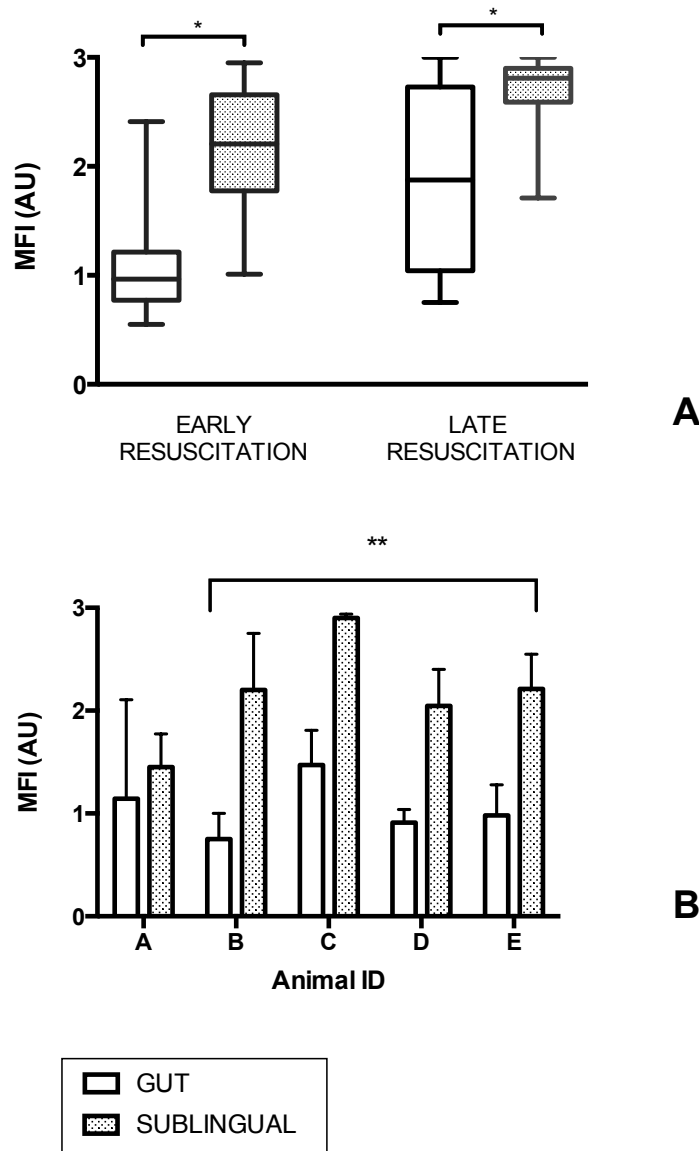 * *
3
2
1
0
MFI (AU)
EARLY
RESUSCITATION
LATE
RESUSCITATION
A
**
3
2
1
0
MFI (AU)
A B C D E
Animal ID
B
GUT
SUBLINGUAL